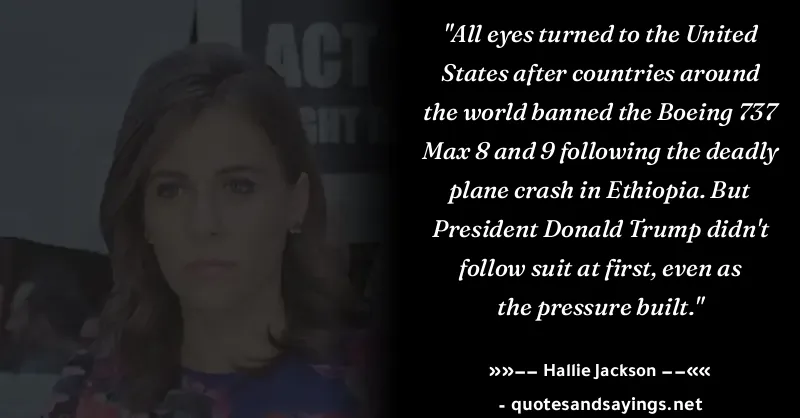 ACT
GHT N
"All eyes turned to the United
States after countries around
the world banned the Boeing 737
Max 8 and 9 following the deadly
plane crash in Ethiopia. But
President Donald Trump didn't
follow suit at first, even as
the pressure built."
»»−− Hallie Jackson −−««
- quotesandsayings.net